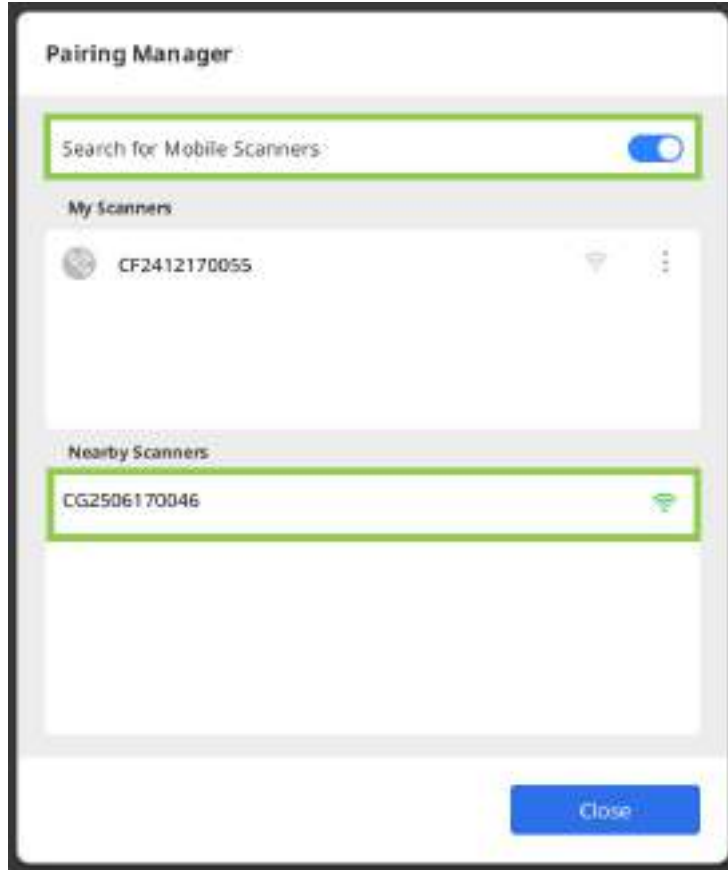 Pairing Manager
Search for Mobile Scanners
My Scanners
CF2412170055
Nearby Scanners
CG2506170046
Close